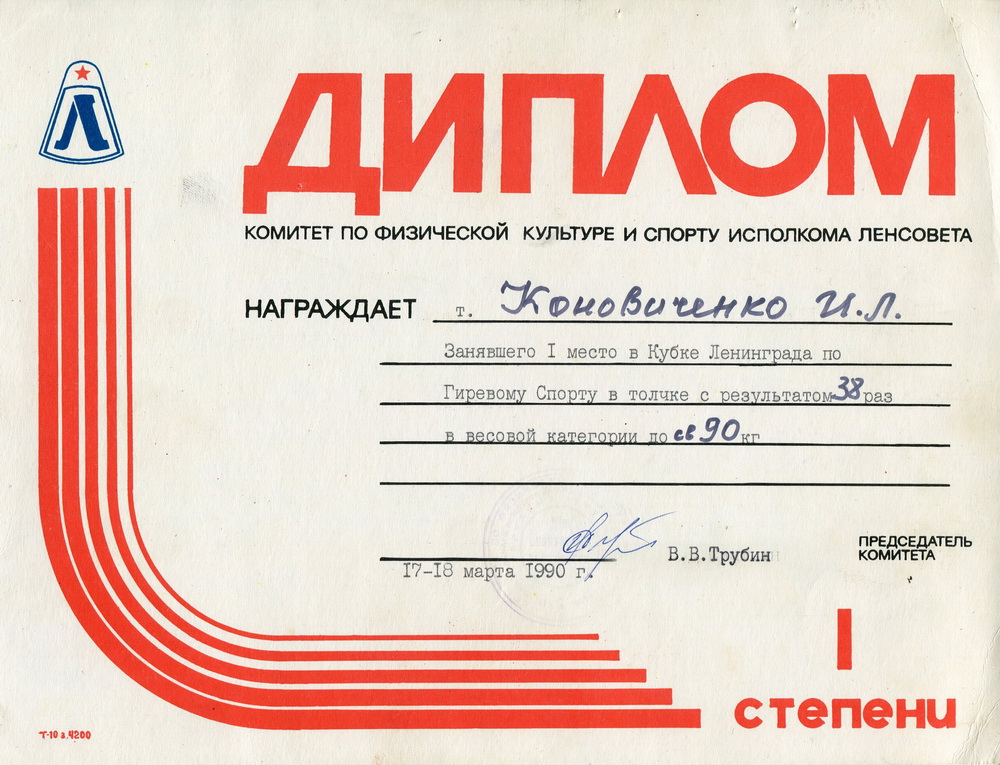 Л
ДИПЛОМ
КОМИТЕТ ПО ФИЗИЧЕСКОЙ КУЛЬТУРЕ И СПОРТУ ИСПОЛКОМА ЛЕНСОВЕТА
НАГРАЖДАЕТ т. Коновиченко И.Л.
Занявшего I место в Кубке Ленинграда по
Гиревому Спорту в толчке с результатом 38 раз
в весовой категории до св 90 кг
В.В.Трубин
ПРЕДСЕДАТЕЛЬ
КОМИТЕТА
17-18 марта 1990 г.
I
степени
Т-10 з.4200